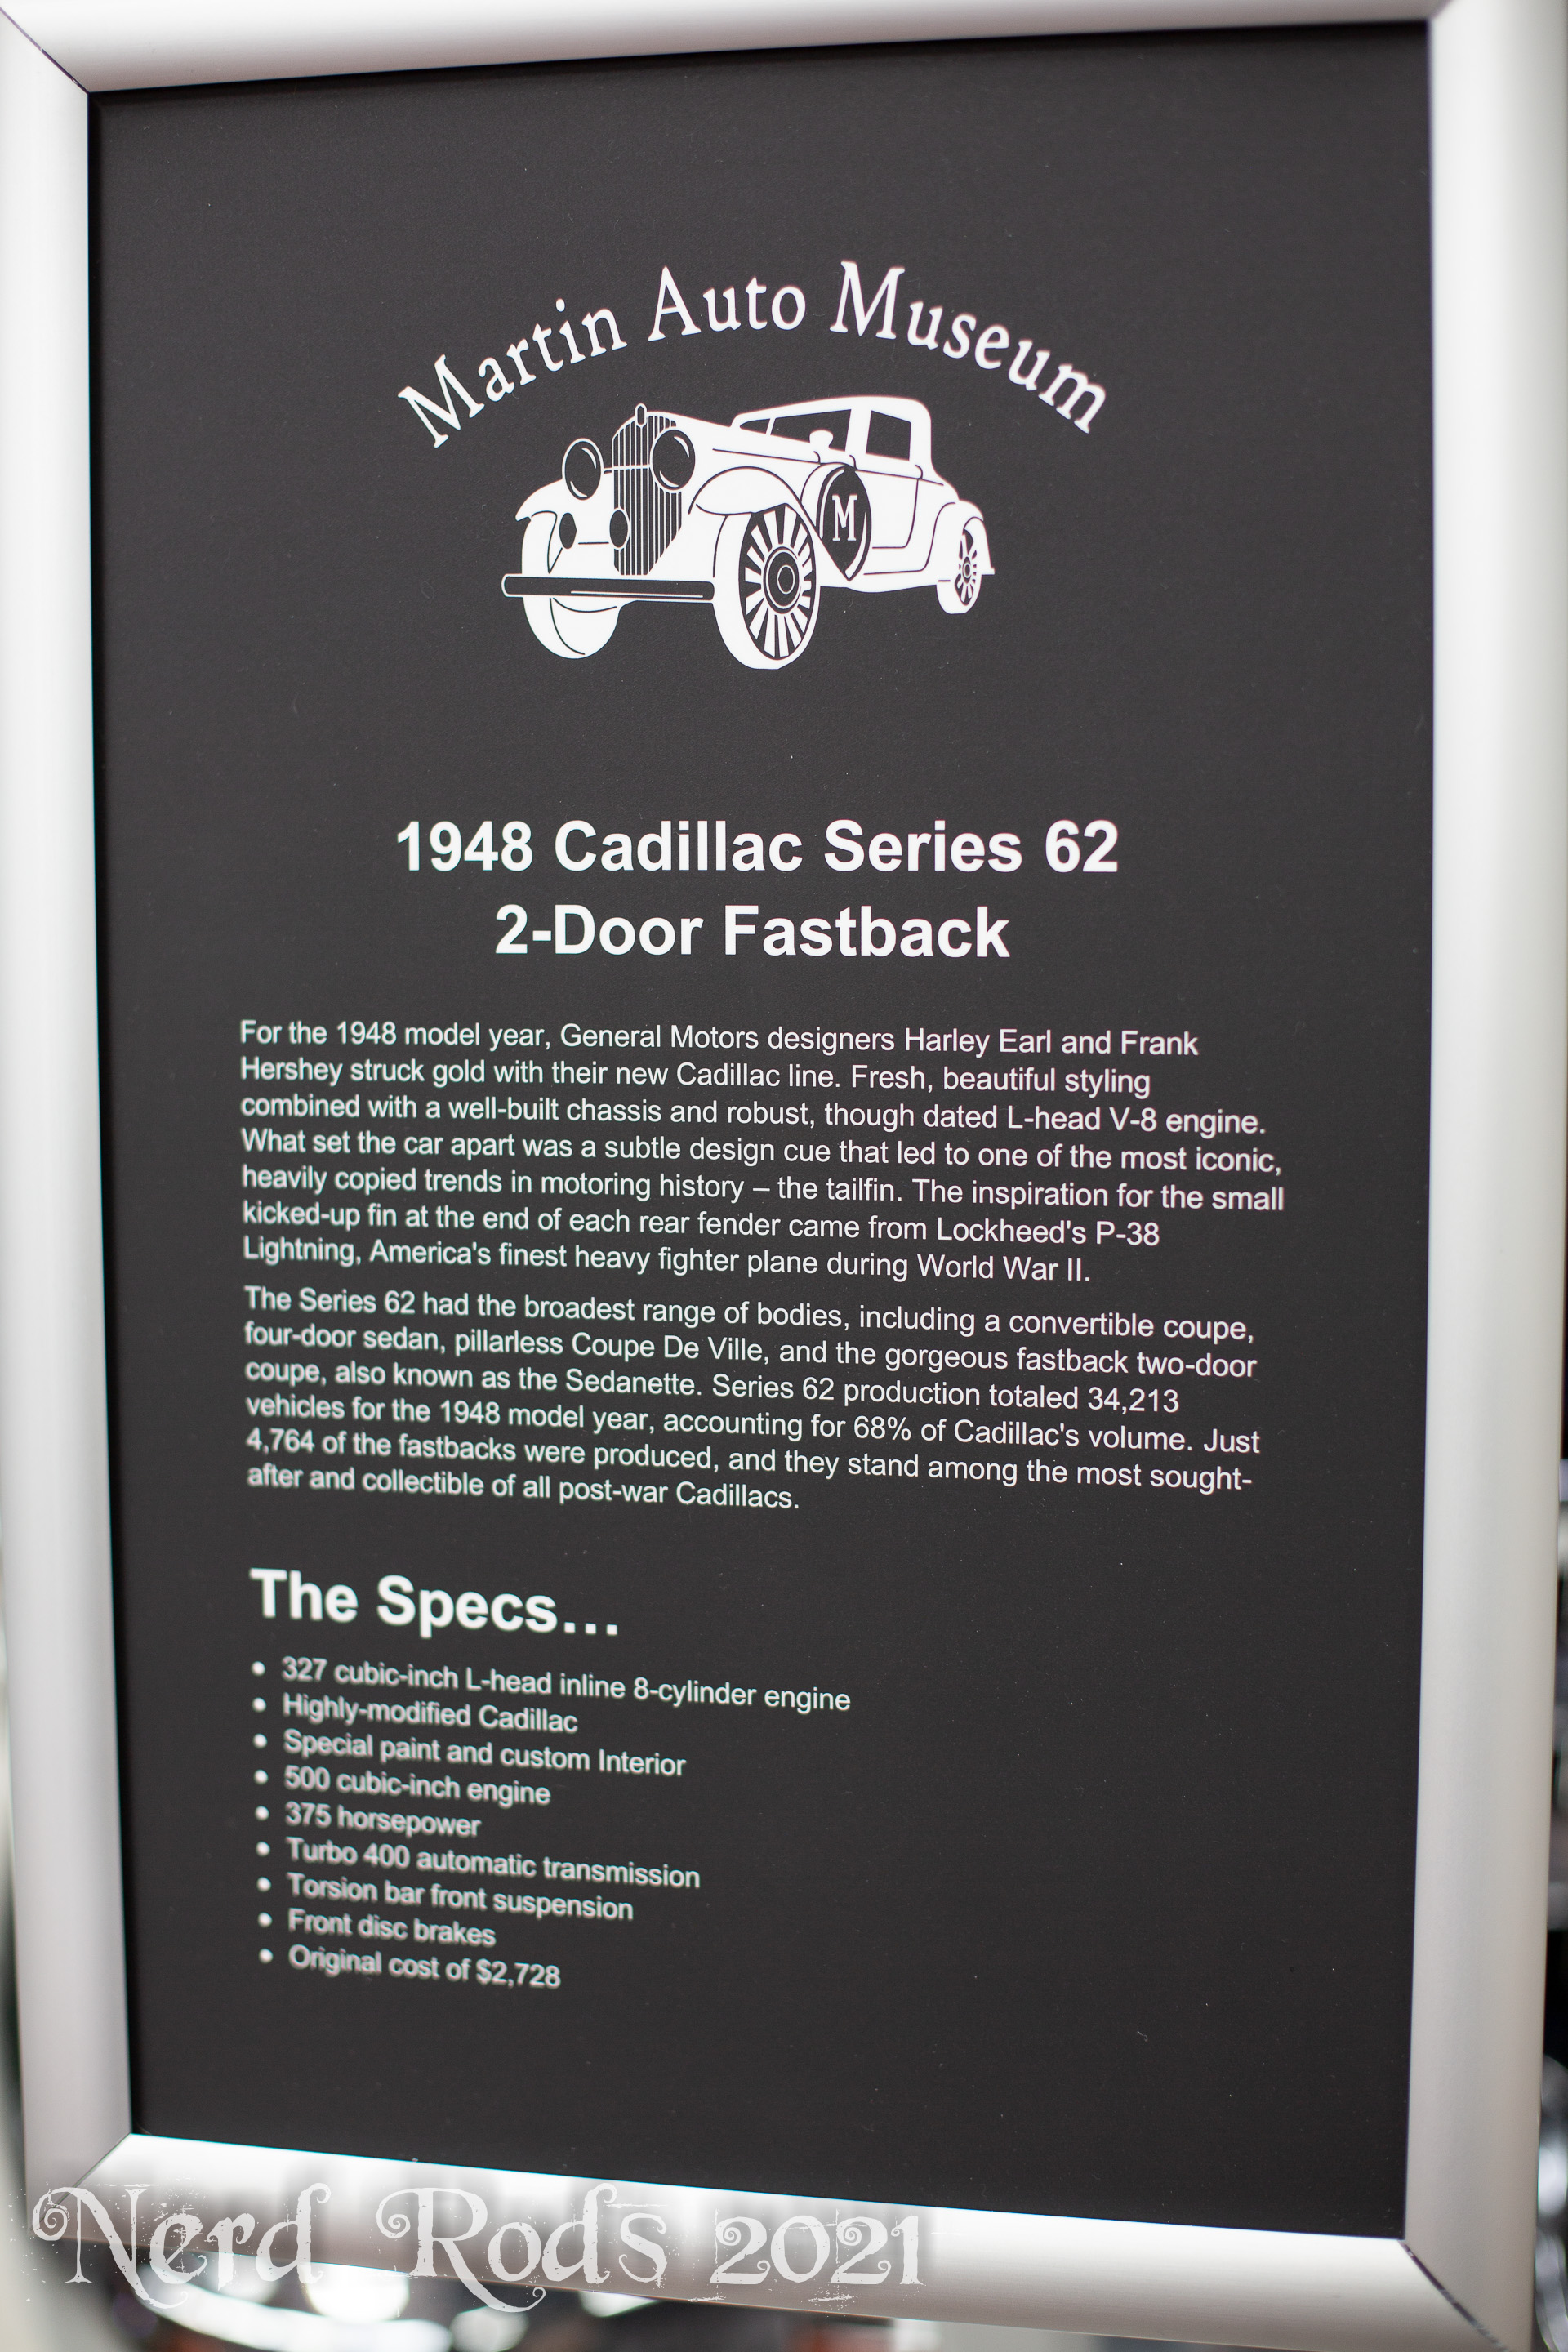 Martin Auto Museum
M
1948 Cadillac Series 62
2-Door Fastback
For the 1948 model year, General Motors designers Harley Earl and Frank
Hershey struck gold with their new Cadillac line. Fresh, beautiful styling
combined with a well-built chassis and robust, though dated L-head V-8 engine.
What set the car apart was a subtle design cue that led to one of the most iconic,
heavily copied trends in motoring history – the tailfin. The inspiration for the small
kicked-up fin at the end of each rear fender came from Lockheed's P-38
Lightning, America's finest heavy fighter plane during World War II.
The Series 62 had the broadest range of bodies, including a convertible coupe,
four-door sedan, pillarless Coupe De Ville, and the gorgeous fastback two-door
coupe, also known as the Sedanette. Series 62 production totaled 34,213
vehicles for the 1948 model year, accounting for 68% of Cadillac's volume. Just
4,764 of the fastbacks were produced, and they stand among the most sought-
after and collectible of all post-war Cadillacs.
The Specs...
• 327 cubic-inch L-head inline 8-cylinder engine
• Highly-modified Cadillac
• Special paint and custom Interior
• 500 cubic-inch engine
• 375 horsepower
• Turbo 400 automatic transmission
• Torsion bar front suspension
• Front disc brakes
• Original cost of $2,728
Nerd Rods 2021